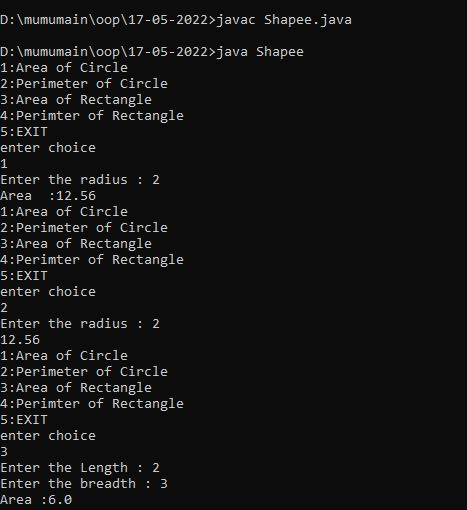 D:\mumumain\oop\17-05-2022>javac Shapee.java
D:\mumumain\oop\17-05-2022>java Shapee
1:Area of Circle
2:Perimeter of Circle
3:Area of Rectangle
4:Perimter of Rectangle
5:EXIT
enter choice
1
Enter the radius : 2
Area  :12.56
1:Area of Circle
2:Perimeter of Circle
3:Area of Rectangle
4:Perimter of Rectangle
5:EXIT
enter choice
2
Enter the radius : 2
12.56
1:Area of Circle
2:Perimeter of Circle
3:Area of Rectangle
4:Perimter of Rectangle
5:EXIT
enter choice
3
Enter the Length : 2
Enter the breadth : 3
Area :6.0